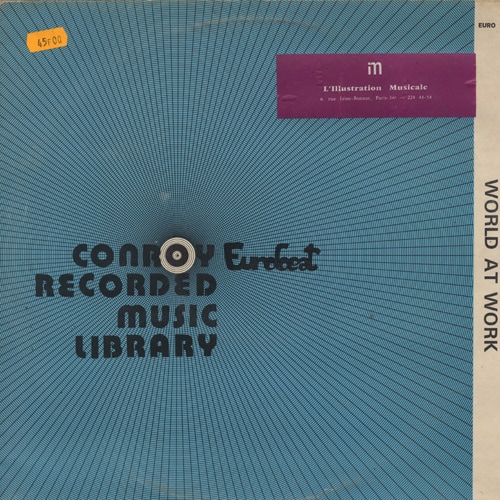 45F00
EURO
m
L'Illustration Musicale
CONROY Eurobeat
RECORDED
MUSIC
LIBRARY
WORLD AT WORK